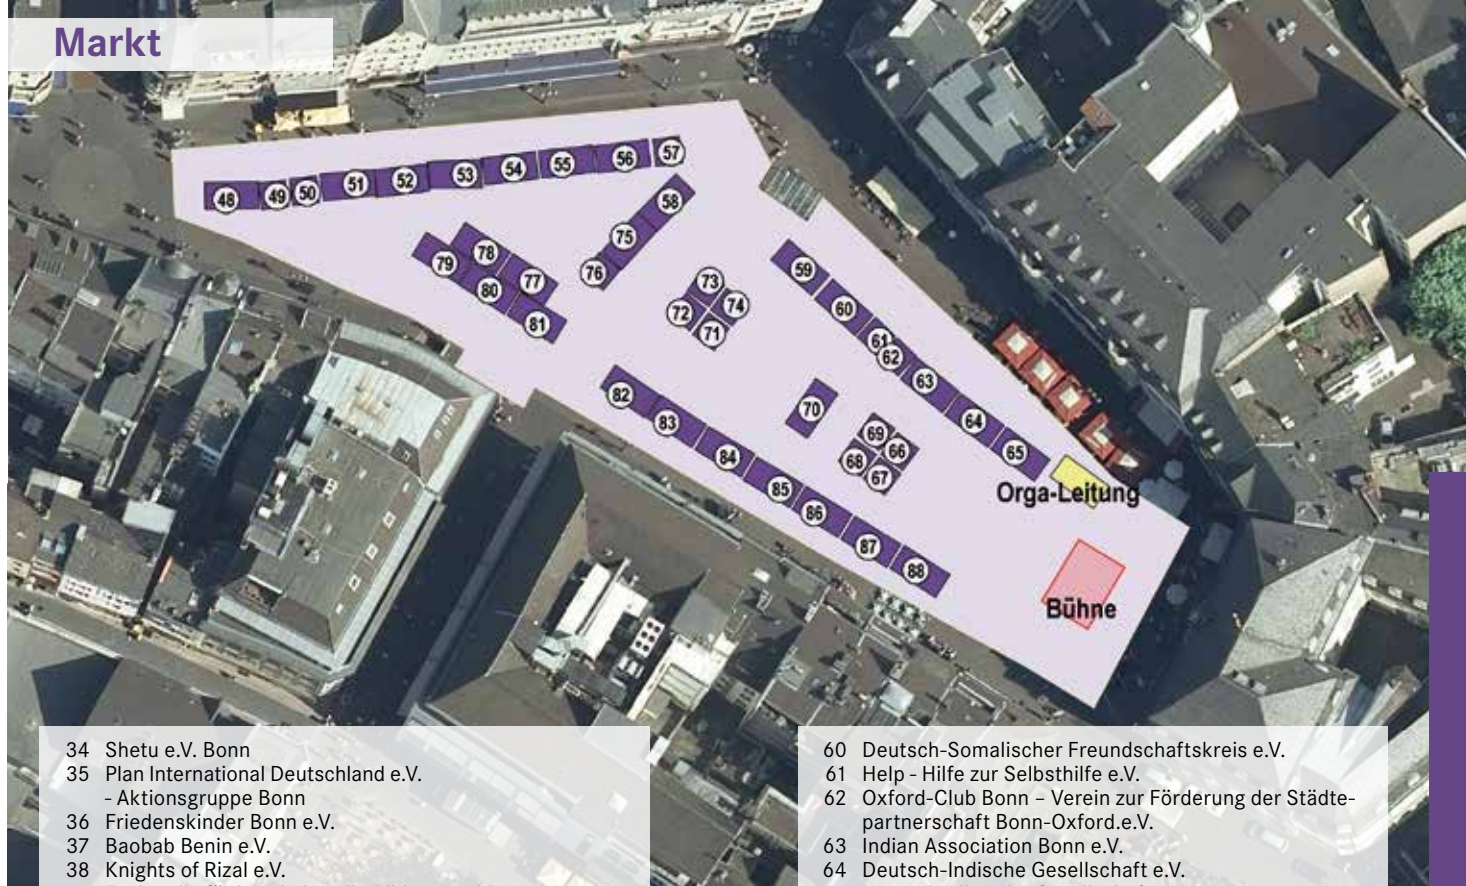 Markt
48
49
50
51
52
53
54
55
56
57
58
75
76
78
79
77
80
81
73
74
72
71
59
60
61
62
63
64
65
70
69
66
68
67
82
83
84
85
86
87
88
Orga-Leitung
Bühne
34 Shetu e.V. Bonn
35 Plan International Deutschland e.V.
- Aktionsgruppe Bonn
36 Friedenskinder Bonn e.V.
37 Baobab Benin e.V.
38 Knights of Rizal e.V.
60 Deutsch-Somalischer Freundschaftskreis e.V.
61 Help - Hilfe zur Selbsthilfe e.V.
62 Oxford-Club Bonn – Verein zur Förderung der Städte-
partnerschaft Bonn-Oxford.e.V.
63 Indian Association Bonn e.V.
64 Deutsch-Indische Gesellschaft e.V.